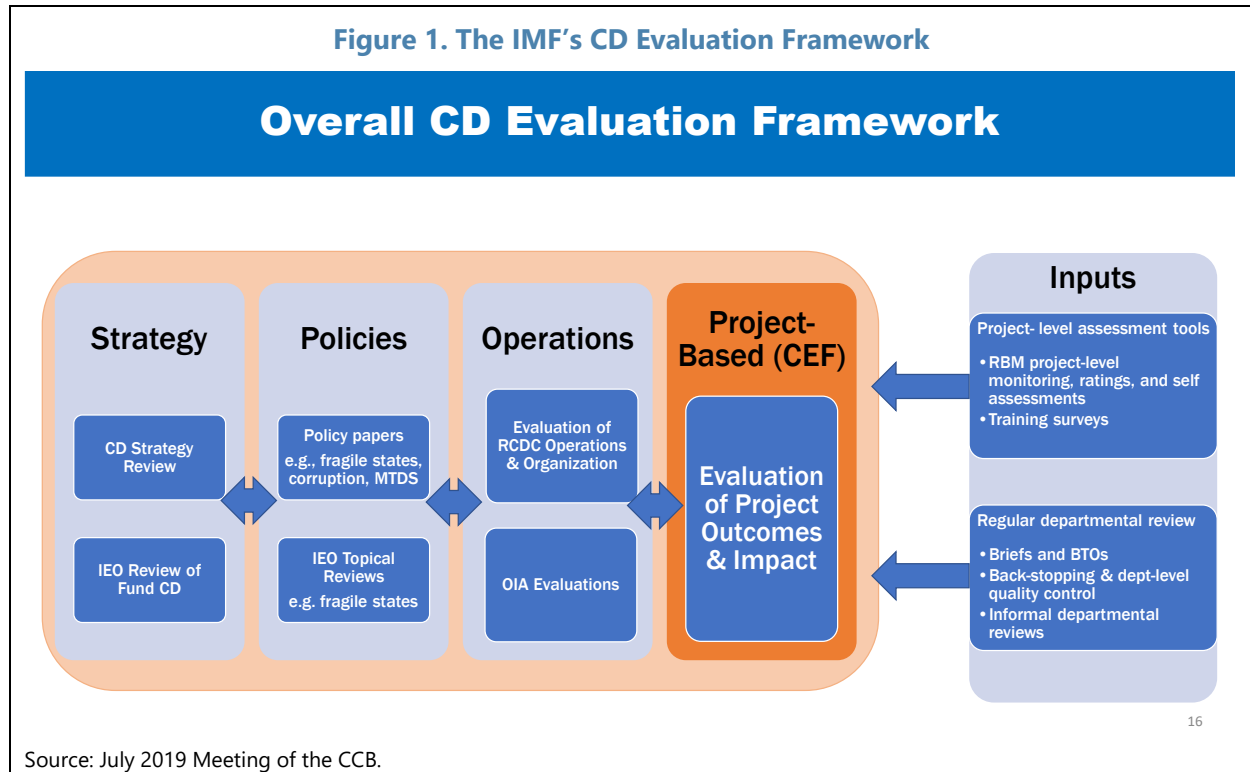 Figure 1. The IMF's CD Evaluation Framework
Overall CD Evaluation Framework
Strategy
CD Strategy
Review
IEO Review of
Fund CD
Policies
Policy papers
e.g., fragile states,
corruption, MTDS
IEO Topical
Reviews
e.g. fragile states
Operations
Evaluation of
RCDC Operations
& Organization
OIA Evaluations
Project-
Based (CEF)
Evaluation
of Project
Outcomes
& Impact
Inputs
Project- level assessment tools
• RBM project-level
monitoring, ratings, and self
assessments
• Training surveys
Regular departmental review
• Briefs and BTOs
• Back-stopping & dept-level
quality control
• Informal departmental
reviews
16
Source: July 2019 Meeting of the CCB.